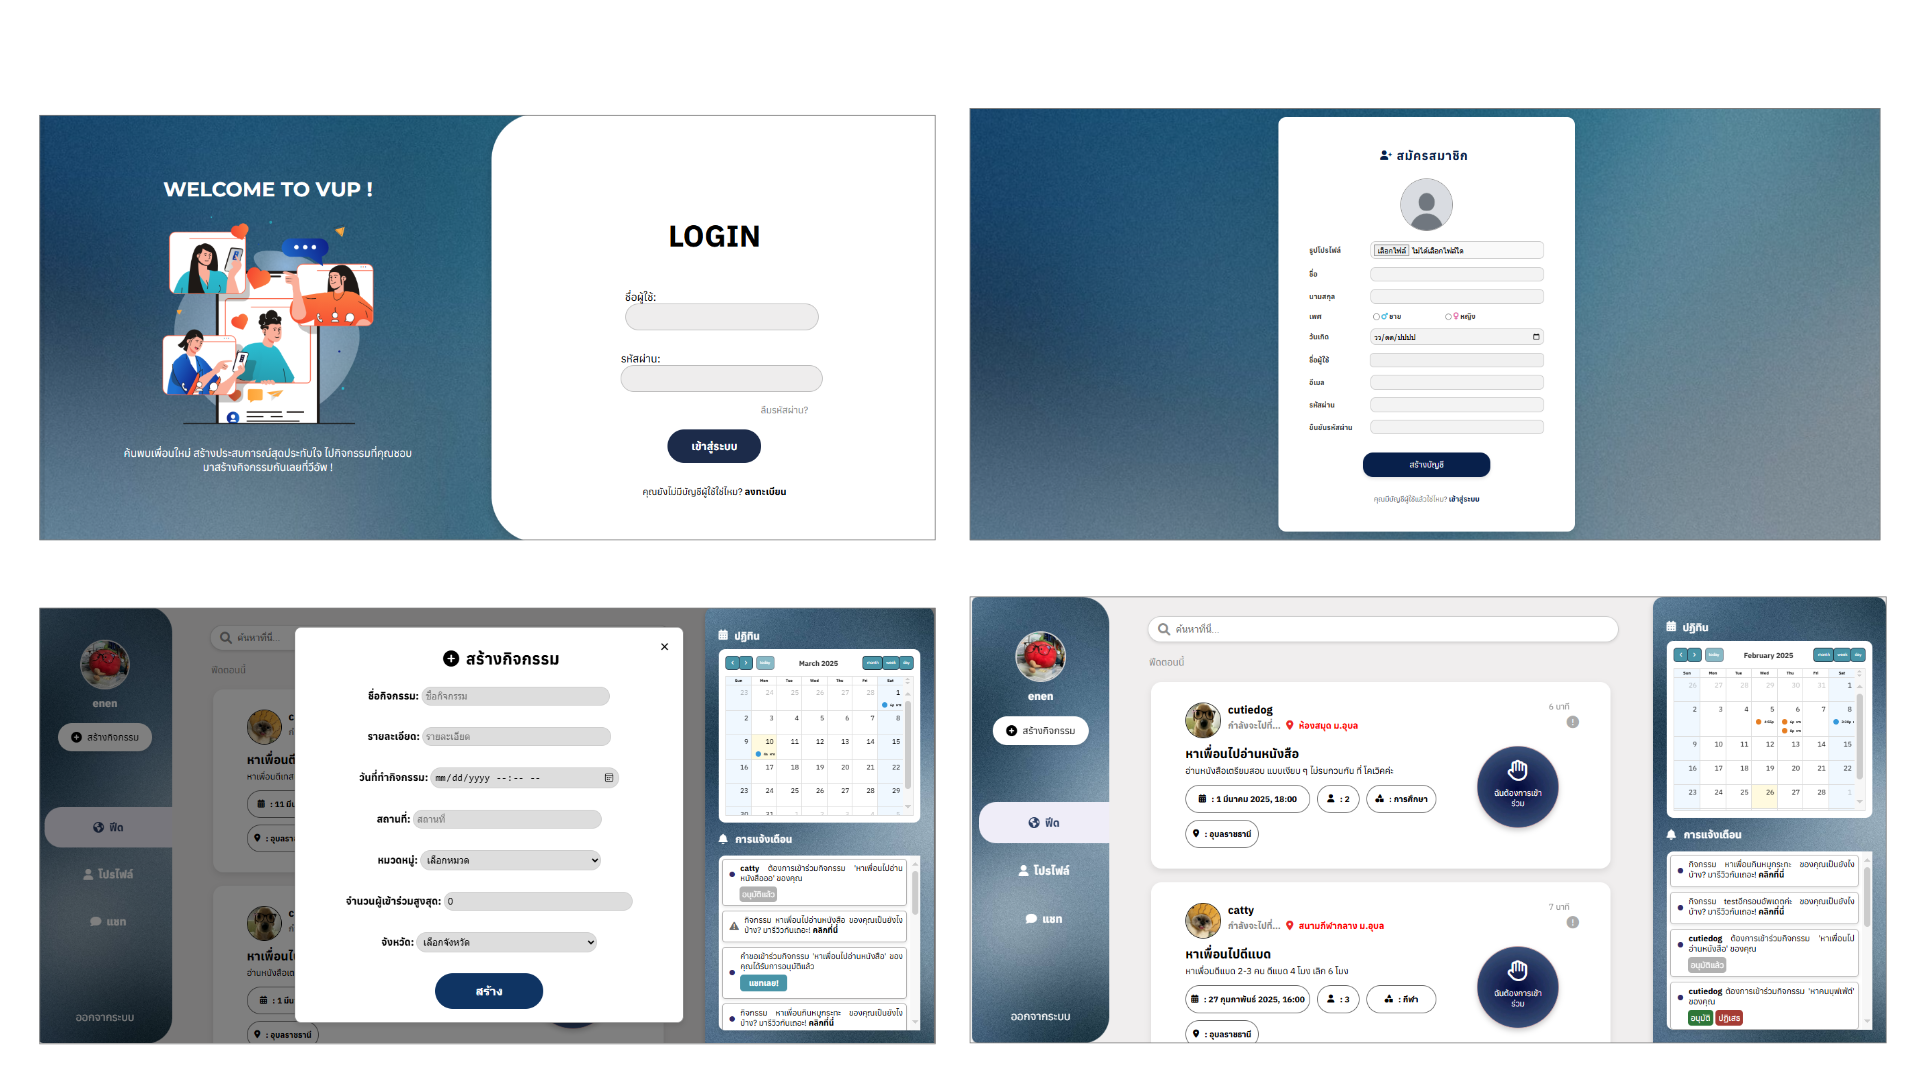 WELCOME TO VUP !
ค้นพบเพื่อนใหม่ สร้างประสบการณ์สุดประทับใจ ไปกิจกรรมที่คุณชอบ
มาสร้างกิจกรรมกันเลยที่วีอัพ !
LOGIN
ชื่อผู้ใช้:
รหัสผ่าน:
ลืมรหัสผ่าน?
เข้าสู่ระบบ
คุณยังไม่มีบัญชีผู้ใช้ใช่ไหม? ลงทะเบียน
สมัครสมาชิก
รูปโปรไฟล์ เลือกไฟล์ ไม่ได้เลือกไฟล์ใด
ชื่อ
นามสกุล
เพศ ชาย หญิง
วันเกิด วว/ดด/ปปปป
ชื่อผู้ใช้
อีเมล
รหัสผ่าน
ยืนยันรหัสผ่าน
สร้างบัญชี
คุณมีบัญชีผู้ใช้แล้วใช่ไหม? เข้าสู่ระบบ
enen
สร้างกิจกรรม
ฟีด
โปรไฟล์
แชท
ออกจากระบบ
ค้นหาที่นี่...
ฟีดตอนนี้
สร้างกิจกรรม
ชื่อกิจกรรม: ชื่อกิจกรรม
รายละเอียด: รายละเอียด
วันที่ทำกิจกรรม: mm/dd/yyyy --:-- --
สถานที่: สถานที่
หมวดหมู่: เลือกหมวด
จำนวนผู้เข้าร่วมสูงสุด: 0
จังหวัด: เลือกจังหวัด
สร้าง
ปฏิทิน
today March 2025 month week day
Sun Mon Tue Wed Thu Fri Sat
23 24 25 26 27 28 1
2 3 4 5 6 7 8
9 10 11 12 13 14 15
16 17 18 19 20 21 22
23 24 25 26 27 28 29
30 31 1 2 3 4 5
การแจ้งเตือน
catty ต้องการเข้าร่วมกิจกรรม 'หาเพื่อนไปอ่าน
หนังสือออ' ของคุณ
อนุมัติแล้ว
กิจกรรม หาเพื่อนไปอ่านหนังสือ ของคุณเป็นยังไง
บ้าง? มารีวิวกันเถอะ! คลิกที่นี่
คำขอเข้าร่วมกิจกรรม 'หาเพื่อนไปอ่านหนังสือ' ของ
คุณได้รับการอนุมัติแล้ว
แชทเลย!
กิจกรรม หาเพื่อนกินหมูกระทะ ของคุณเป็นยังไง
บ้าง? มารีวิวกันเถอะ! คลิกที่นี่
enen
สร้างกิจกรรม
ฟีด
โปรไฟล์
แชท
ออกจากระบบ
ค้นหาที่นี่...
ฟีดตอนนี้
cutiedog
กำลังจะไปที่... ห้องสมุด ม.อุบล
6 นาที
หาเพื่อนไปอ่านหนังสือ
อ่านหนังสือเตรียมสอบ แบบเงียบ ๆ ไม่รบกวนกัน ที่ โคเวิคค่ะ
: 1 มีนาคม 2025, 18:00 : 2 : การศึกษา
: อุบลราชธานี
ฉันต้องการเข้า
ร่วม
catty
กำลังจะไปที่... สนามกีฬากลาง ม.อุบล
7 นาที
หาเพื่อนไปตีแบด
หาเพื่อนตีแบด 2-3 คน ตีแบด 4 โมง เลิก 6 โมง
: 27 กุมภาพันธ์ 2025, 16:00 : 3 : กีฬา
: อุบลราชธานี
ฉันต้องการเข้า
ร่วม
ปฏิทิน
today February 2025 month week day
Sun Mon Tue Wed Thu Fri Sat
26 27 28 29 30 31 1
2 3 4 5 6 7 8
9 10 11 12 13 14 15
16 17 18 19 20 21 22
23 24 25 26 27 28 1
การแจ้งเตือน
กิจกรรม หาเพื่อนกินหมูกระทะ ของคุณเป็นยังไง
บ้าง? มารีวิวกันเถอะ! คลิกที่นี่
กิจกรรม testอีกรอบอัพเดตค่ะ ของคุณเป็นยังไง
บ้าง? มารีวิวกันเถอะ! คลิกที่นี่
cutiedog ต้องการเข้าร่วมกิจกรรม 'หาเพื่อนไป
อ่านหนังสือ' ของคุณ
อนุมัติแล้ว
cutiedog ต้องการเข้าร่วมกิจกรรม 'หาคนบุฟเฟ่ต์'
ของคุณ
อนุมัติ ปฏิเสธ